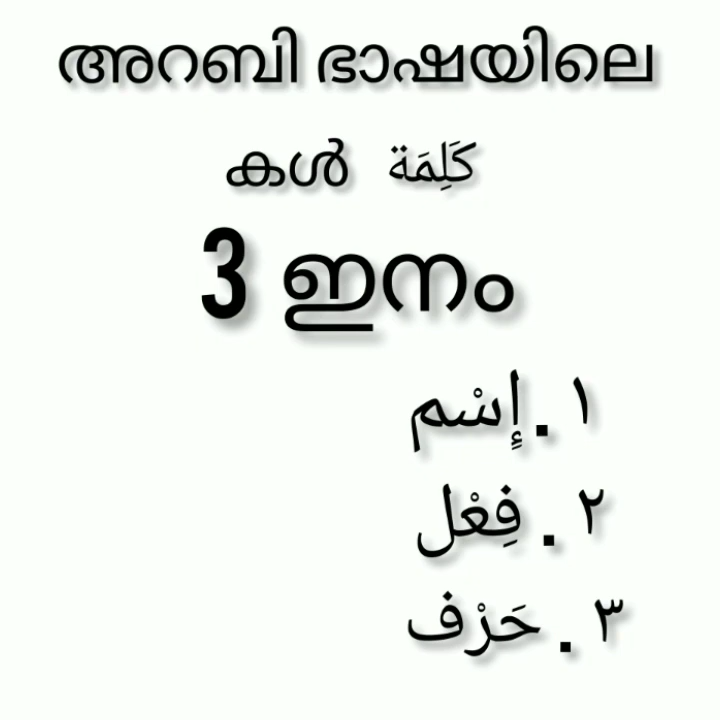 അറബി ഭാഷയിലെ
كَلِمَة കൾ
3 ഇനം
١ . إِسْم
٢ . فِعْل
٣ . حَرْف